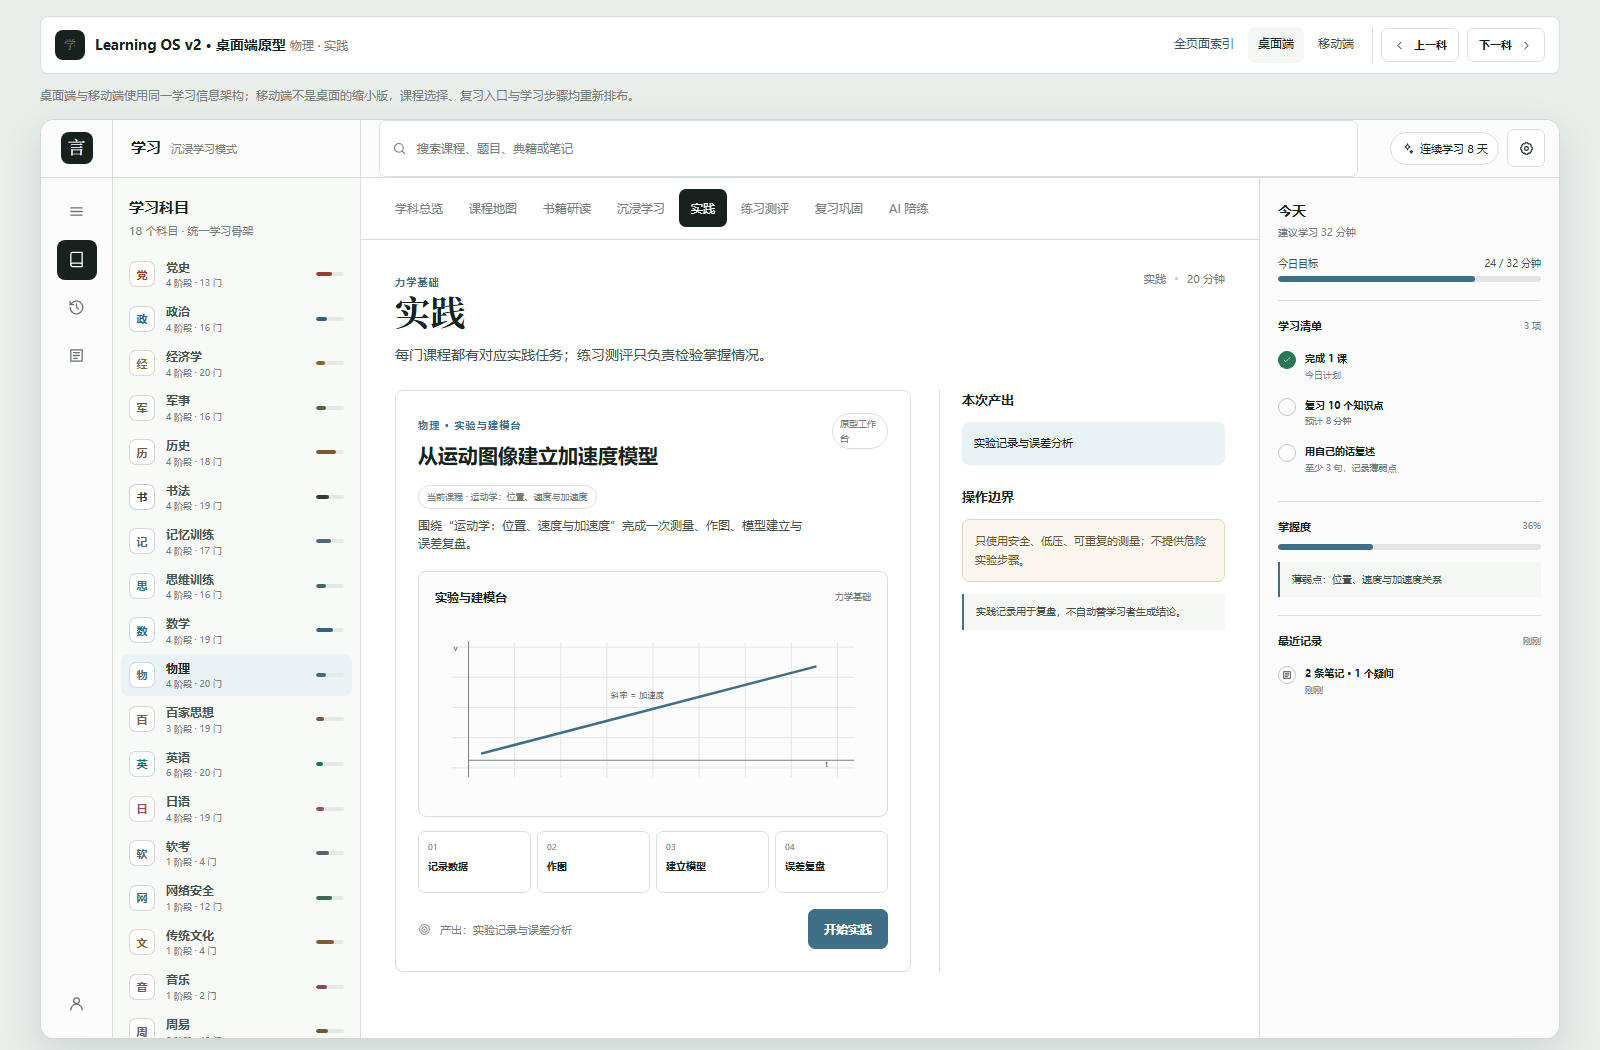 学
Learning OS v2 • 桌面端原型 物理 · 实践
全页面索引
桌面端
移动端
上一科
下一科
桌面端与移动端使用同一学习信息架构；移动端不是桌面的缩小版，课程选择、复习入口与学习步骤均重新排布。
言
学习 沉浸学习模式
搜索课程、题目、典籍或笔记
连续学习 8 天
学习科目
18 个科目 · 统一学习骨架
党
党史
4 阶段 · 13 门
政
政治
4 阶段 · 16 门
经
经济学
4 阶段 · 20 门
军
军事
4 阶段 · 16 门
历
历史
4 阶段 · 18 门
书
书法
4 阶段 · 19 门
记
记忆训练
4 阶段 · 17 门
思
思维训练
4 阶段 · 16 门
数
数学
4 阶段 · 19 门
物
物理
4 阶段 · 20 门
百
百家思想
3 阶段 · 19 门
英
英语
6 阶段 · 20 门
日
日语
4 阶段 · 19 门
软
软考
1 阶段 · 4 门
网
网络安全
1 阶段 · 12 门
文
传统文化
1 阶段 · 4 门
音
音乐
1 阶段 · 2 门
周
周易
学科总览
课程地图
书籍研读
沉浸学习
实践
练习测评
复习巩固
AI 陪练
力学基础
实践
实践 • 20 分钟
每门课程都有对应实践任务；练习测评只负责检验掌握情况。
物理 • 实验与建模台
从运动图像建立加速度模型
原型工作
台
当前课程 · 运动学：位置、速度与加速度
围绕“运动学：位置、速度与加速度”完成一次测量、作图、模型建立与
误差复盘。
实验与建模台
力学基础
v
斜率 = 加速度
t
01
记录数据
02
作图
03
建立模型
04
误差复盘
产出：实验记录与误差分析
开始实践
本次产出
实验记录与误差分析
操作边界
只使用安全、低压、可重复的测量；不提供危险
实验步骤。
实践记录用于复盘，不自动替学习者生成结论。
今天
建议学习 32 分钟
今日目标
24 / 32 分钟
学习清单
3 项
完成 1 课
今日计划
复习 10 个知识点
预计 8 分钟
用自己的话复述
至少 3 句，记录薄弱点
掌握度
36%
薄弱点：位置、速度与加速度关系
最近记录
刚刚
2 条笔记 • 1 个疑问
刚刚